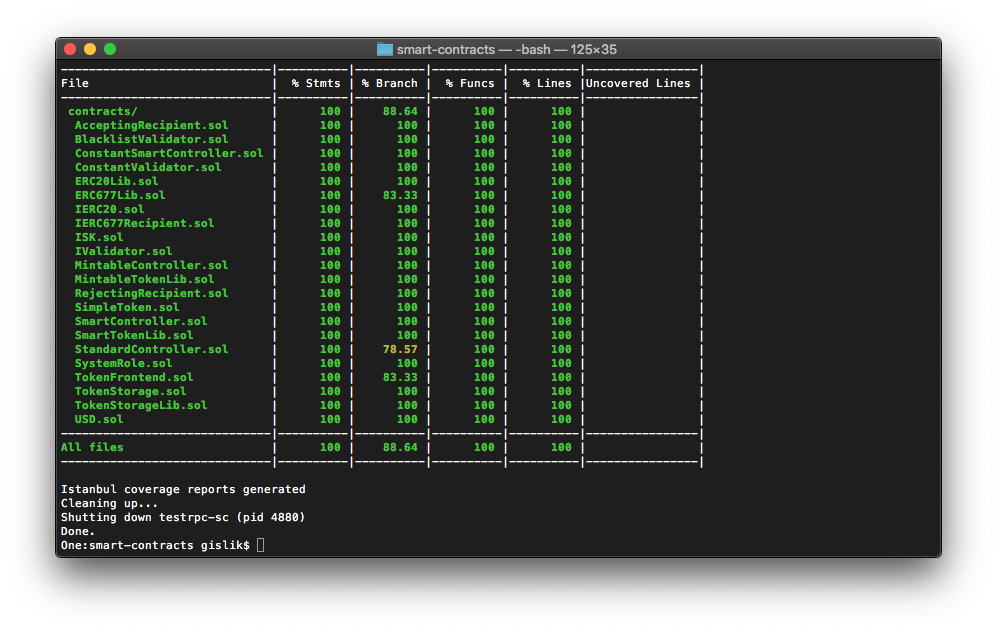 smart-contracts — -bash — 125×35
----------------------------|----------|----------|----------|----------|----------------|
File                        |  % Stmts | % Branch |  % Funcs |  % Lines |Uncovered Lines |
----------------------------|----------|----------|----------|----------|----------------|
 contracts/                 |      100 |    88.64 |      100 |      100 |                |
  AcceptingRecipient.sol    |      100 |      100 |      100 |      100 |                |
  BlacklistValidator.sol    |      100 |      100 |      100 |      100 |                |
  ConstantSmartController.sol |      100 |      100 |      100 |      100 |                |
  ConstantValidator.sol     |      100 |      100 |      100 |      100 |                |
  ERC20Lib.sol              |      100 |      100 |      100 |      100 |                |
  ERC677Lib.sol             |      100 |    83.33 |      100 |      100 |                |
  IERC20.sol                |      100 |      100 |      100 |      100 |                |
  IERC677Recipient.sol      |      100 |      100 |      100 |      100 |                |
  ISK.sol                   |      100 |      100 |      100 |      100 |                |
  IValidator.sol            |      100 |      100 |      100 |      100 |                |
  MintableController.sol    |      100 |      100 |      100 |      100 |                |
  MintableTokenLib.sol      |      100 |      100 |      100 |      100 |                |
  RejectingRecipient.sol    |      100 |      100 |      100 |      100 |                |
  SimpleToken.sol           |      100 |      100 |      100 |      100 |                |
  SmartController.sol       |      100 |      100 |      100 |      100 |                |
  SmartTokenLib.sol         |      100 |      100 |      100 |      100 |                |
  StandardController.sol    |      100 |    78.57 |      100 |      100 |                |
  SystemRole.sol            |      100 |      100 |      100 |      100 |                |
  TokenFrontend.sol         |      100 |    83.33 |      100 |      100 |                |
  TokenStorage.sol          |      100 |      100 |      100 |      100 |                |
  TokenStorageLib.sol       |      100 |      100 |      100 |      100 |                |
  USD.sol                   |      100 |      100 |      100 |      100 |                |
----------------------------|----------|----------|----------|----------|----------------|
All files                   |      100 |    88.64 |      100 |      100 |                |
----------------------------|----------|----------|----------|----------|----------------|
Istanbul coverage reports generated
Cleaning up...
Shutting down testrpc-sc (pid 4880)
Done.
One:smart-contracts gislik$